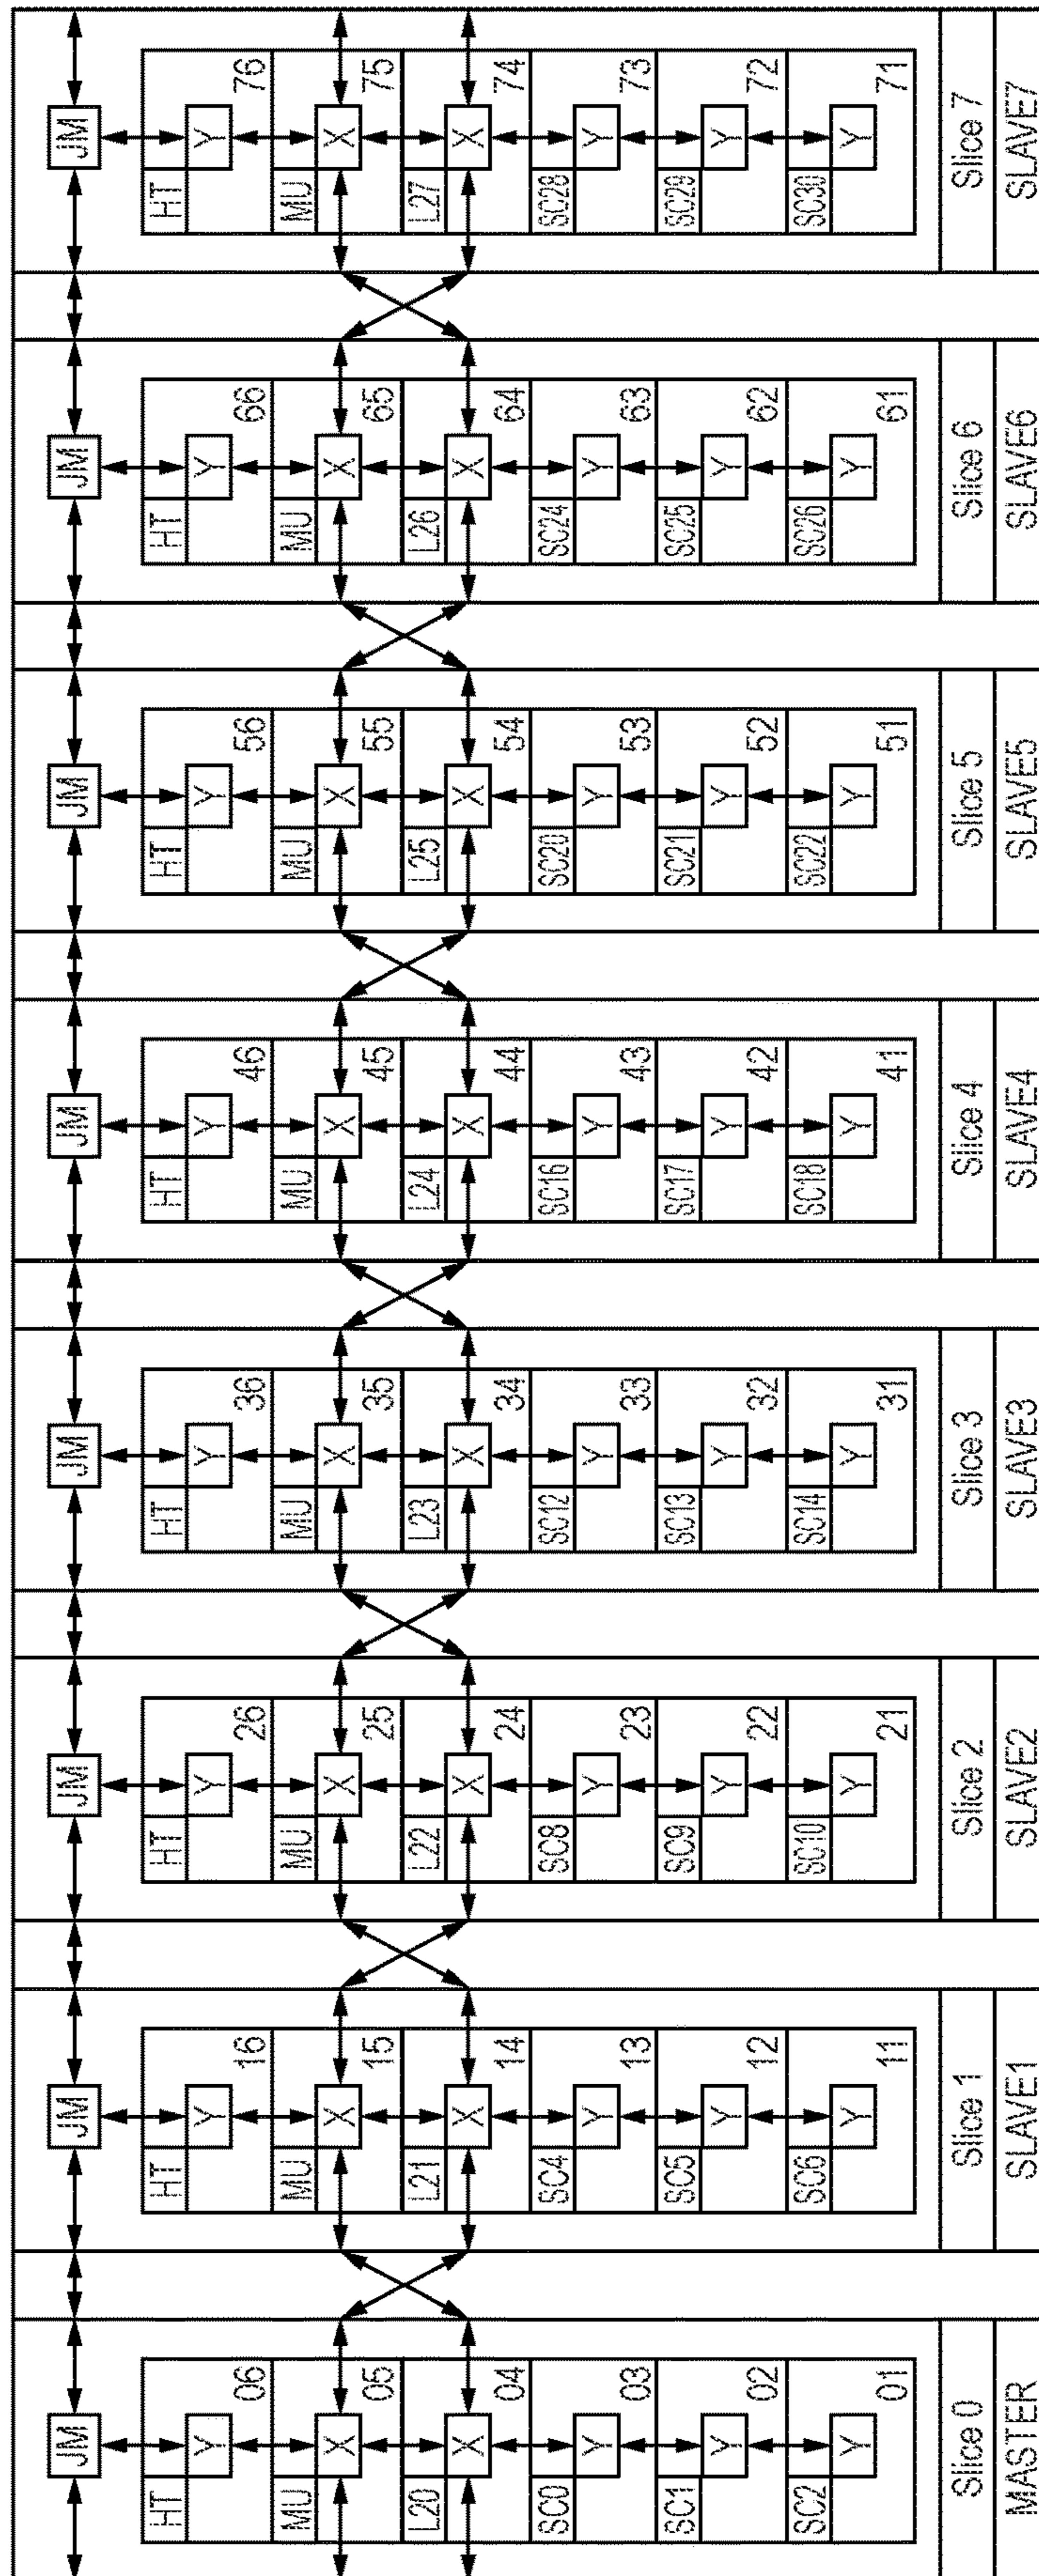 JM
HT
Y
06
MU
X
05
L20
X
04
SC0
Y
03
SC1
Y
02
SC2
Y
01
Slice 0
MASTER
JM
HT
Y
16
MU
X
15
L21
X
14
SC4
Y
13
SC5
Y
12
SC6
Y
11
Slice 1
SLAVE1
JM
HT
Y
26
MU
X
25
L22
X
24
SC8
Y
23
SC9
Y
22
SC10
Y
21
Slice 2
SLAVE2
JM
HT
Y
36
MU
X
35
L23
X
34
SC12
Y
33
SC13
Y
32
SC14
Y
31
Slice 3
SLAVE3
JM
HT
Y
46
MU
X
45
L24
X
44
SC16
Y
43
SC17
Y
42
SC18
Y
41
Slice 4
SLAVE4
JM
HT
Y
56
MU
X
55
L25
X
54
SC20
Y
53
SC21
Y
52
SC22
Y
51
Slice 5
SLAVE5
JM
HT
Y
66
MU
X
65
L26
X
64
SC24
Y
63
SC25
Y
62
SC26
Y
61
Slice 6
SLAVE6
JM
HT
Y
76
MU
X
75
L27
X
74
SC28
Y
73
SC29
Y
72
SC30
Y
71
Slice 7
SLAVE7